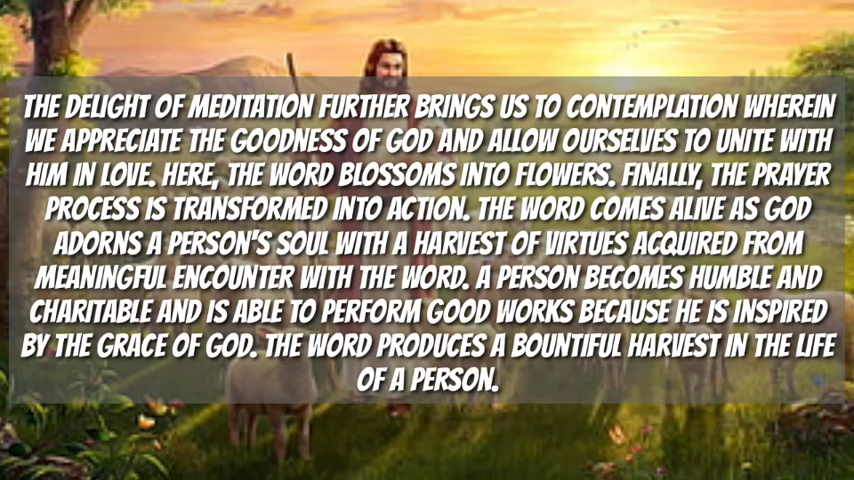 THE DELIGHT OF MEDITATION FURTHER BRINGS US TO CONTEMPLATION WHEREIN
WE APPRECIATE THE GOODNESS OF GOD AND ALLOW OURSELVES TO UNITE WITH
HIM IN LOVE. HERE, THE WORD BLOSSOMS INTO FLOWERS. FINALLY, THE PRAYER
PROCESS IS TRANSFORMED INTO ACTION. THE WORD COMES ALIVE AS GOD
ADORNS A PERSON'S SOUL WITH A HARVEST OF VIRTUES ACQUIRED FROM
MEANINGFUL ENCOUNTER WITH THE WORD. A PERSON BECOMES HUMBLE AND
CHARITABLE AND IS ABLE TO PERFORM GOOD WORKS BECAUSE HE IS INSPIRED
BY THE GRACE OF GOD. THE WORD PRODUCES A BOUNTIFUL HARVEST IN THE LIFE
OF A PERSON.